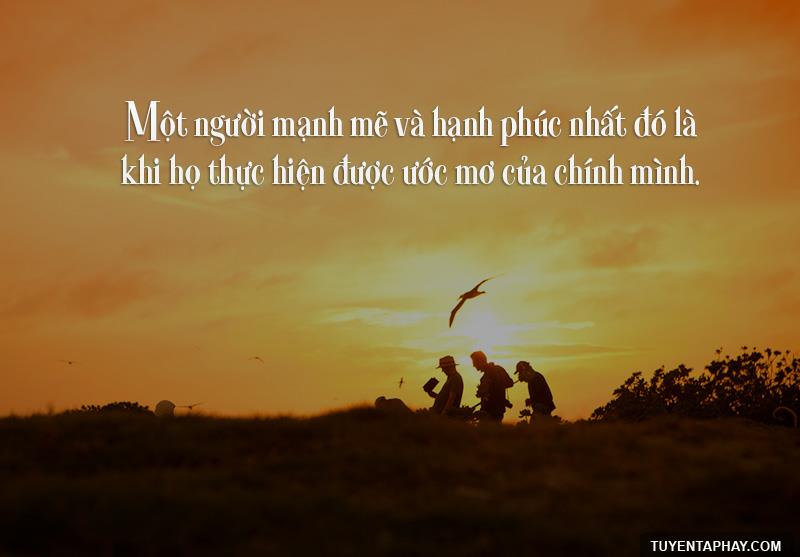 Một người mạnh mẽ và hạnh phúc nhất đó là
khi họ thực hiện được ước mơ của chính mình.
TUYENTAPHAY.COM